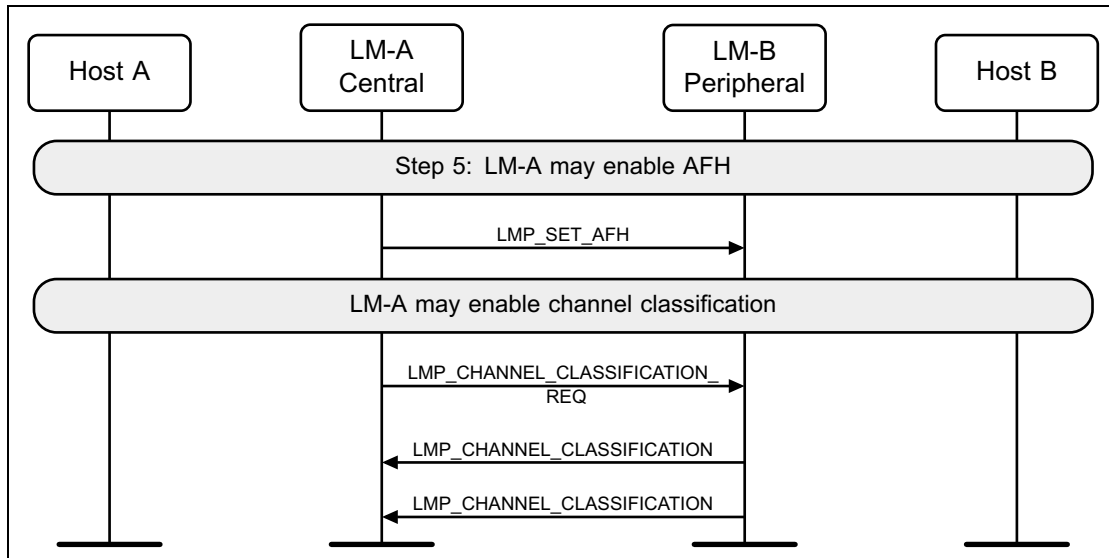 Host A
LM-A
Central
LM-B
Peripheral
Host B
Step 5: LM-A may enable AFH
LMP_SET_AFH
LM-A may enable channel classification
LMP_CHANNEL_CLASSIFICATION_
REQ
LMP_CHANNEL_CLASSIFICATION
LMP_CHANNEL_CLASSIFICATION